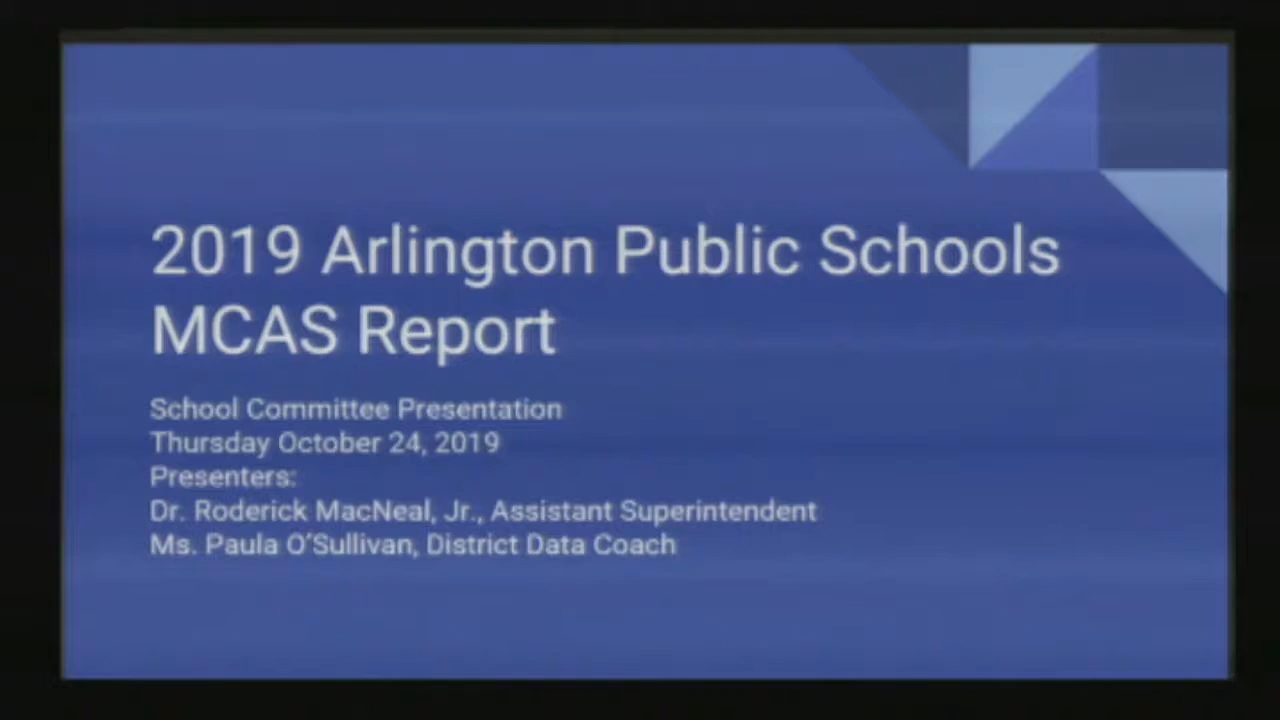 2019 Arlington Public Schools
MCAS Report
School Committee Presentation
Thursday October 24, 2019
Presenters:
Dr. Roderick MacNeal, Jr., Assistant Superintendent
Ms. Paula O'Sullivan, District Data Coach